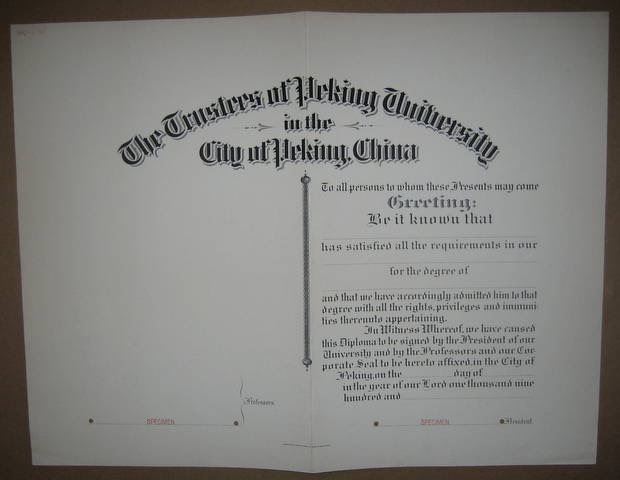 The Trustees of Peking University
in the
City of Peking, China
To all persons to whom these Presents may come
Greeting:
Be it known that
has satisfied all the requirements in our
for the degree of
and that we have accordingly admitted him to that
degree with all the rights, privileges and immuni
ties thereunto appertaining.
In Witness Whereof, we have caused
this Diploma to be signed by the President of our
University and by the Professors and our Cor-
porate Seal to be hereto affixed, in the City of
Peking, on the day of
in the year of our Lord one thousand nine
hundred and
Professors
SPECIMEN
SPECIMEN
President